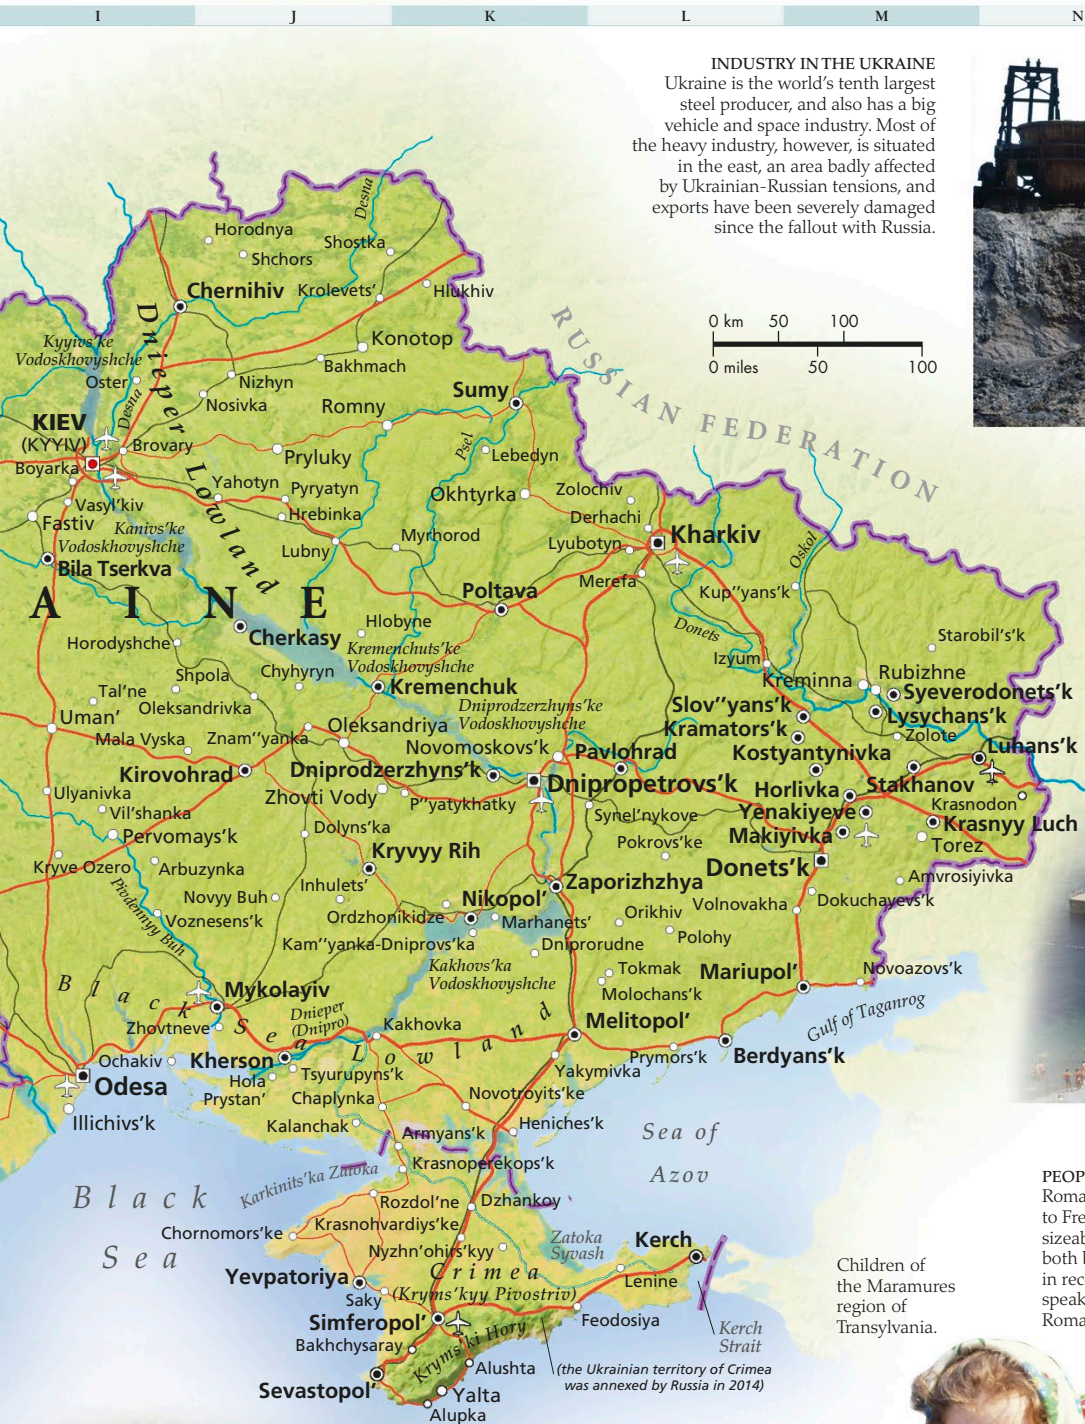 I J K L M N
INDUSTRY IN THE UKRAINE
Ukraine is the world's tenth largest
steel producer, and also has a big
vehicle and space industry. Most of
the heavy industry, however, is situated
in the east, an area badly affected
by Ukrainian-Russian tensions, and
exports have been severely damaged
since the fallout with Russia.
0 km 50 100
0 miles 50 100
RUSSIAN FEDERATION
Desna
Horodnya
Shostka
Shchors
Chernihiv
Krolevets'
Hlukhiv
Dnieper Lowland
Kyyivs'ke
Vodoskhovyshche
Konotop
Bakhmach
Oster
Desna
Nizhyn
Nosivka
Romny
Sumy
KIEV
(KYYIV)
Brovary
Boyarka
Pryluky
Psel
Lebedyn
Yahotyn
Pyryatyn
Okhtyrka
Zolochiv
Vasyl'kiv
Hrebinka
Derhachi
Fastiv
Kanivs'ke
Vodoskhovyshche
Lubny
Myrhorod
Lyubotyn
Kharkiv
Oskol
Bila Tserkva
Merefa
Kup''yans'k
AINE
Poltava
Hlobyne
Donets
Cherkasy
Starobil's'k
Horodyshche
Kremenchuts'ke
Vodoskhovyshche
Izyum
Shpola
Chyhyryn
Kreminna
Rubizhne
Tal'ne
Kremenchuk
Syeverodonets'k
Oleksandrivka
Dniprodzerzhyns'ke
Vodoskhovyshche
Slov''yans'k
Lysychans'k
Uman'
Oleksandriya
Kramators'k
Zolote
Mala Vyska
Znam''yanka
Novomoskovs'k
Pavlohrad
Kostyantynivka
Luhans'k
Kirovohrad
Dniprodzerzhyns'k
Dnipropetrovs'k
Horlivka
Stakhanov
Ulyanivka
Zhovti Vody
P''yatykhatky
Krasnodon
Vil'shanka
Synel'nykove
Yenakiyeve
Krasnyy Luch
Pervomays'k
Dolyns'ka
Pokrovs'ke
Makiyivka
Torez
Kryve Ozero
Arbuzynka
Kryvyy Rih
Donets'k
Amvrosiyivka
Inhulets'
Zaporizhzhya
Novyy Buh
Nikopol'
Volnovakha
Dokuchayevs'k
Pivdennyy Buh
Voznesens'k
Ordzhonikidze
Marhanets'
Orikhiv
Kam''yanka-Dniprovs'ka
Dniprorudne
Polohy
Kakhovs'ka
Vodoskhovyshche
Tokmak
Mariupol'
Novoazovs'k
Black Sea Lowland
Mykolayiv
Molochans'k
Dnieper
(Dnipro)
Gulf of Taganrog
Zhovtneve
Kakhovka
Melitopol'
Ochakiv
Kherson
Prymors'k
Berdyans'k
Hola
Prystan'
Tsyurupyns'k
Yakymivka
Odesa
Chaplynka
Novotroyits'ke
Illichivs'k
Kalanchak
Armyans'k
Heniches'k
Sea of
Azov
Karkinits'ka Zatoka
Krasnoperekops'k
Black
Sea
Rozdol'ne
Dzhankoy
Chornomors'ke
Krasnohvardiys'ke
Nyzhn'ohirs'kyy
Zatoka
Syvash
Kerch
Crimea
(Kryms'kyy Pivostriv)
Yevpatoriya
Lenine
Saky
Simferopol'
Feodosiya
Kerch
Strait
Bakhchysaray
Kryms'ki Hory
Alushta
(the Ukrainian territory of Crimea
was annexed by Russia in 2014)
Sevastopol'
Yalta
Alupka
Children of
the Maramures
region of
Transylvania.
PEOP
Roma
to Fre
sizeab
both b
in rec
speak
Roma